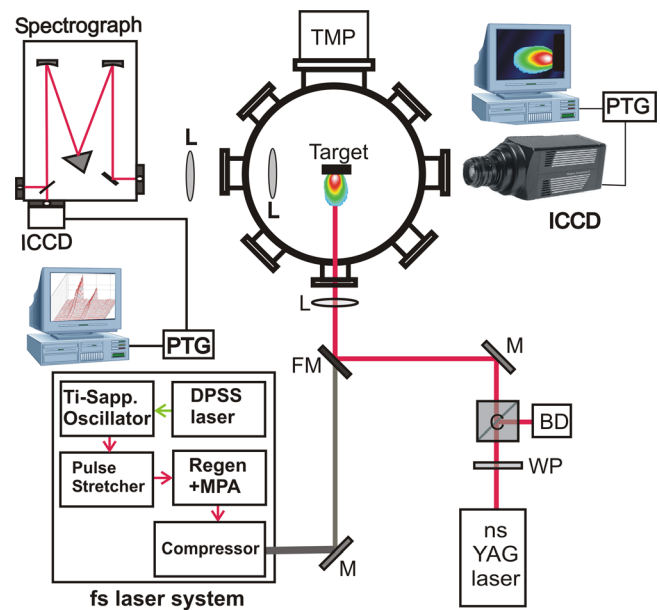 Spectrograph
TMP
PTG
L
Target
L
ICCD
ICCD
L
PTG
FM
M
Ti-Sapp.
Oscillator
DPSS
laser
C
BD
WP
Pulse
Stretcher
Regen
+MPA
Compressor
M
ns
YAG
laser
fs laser system